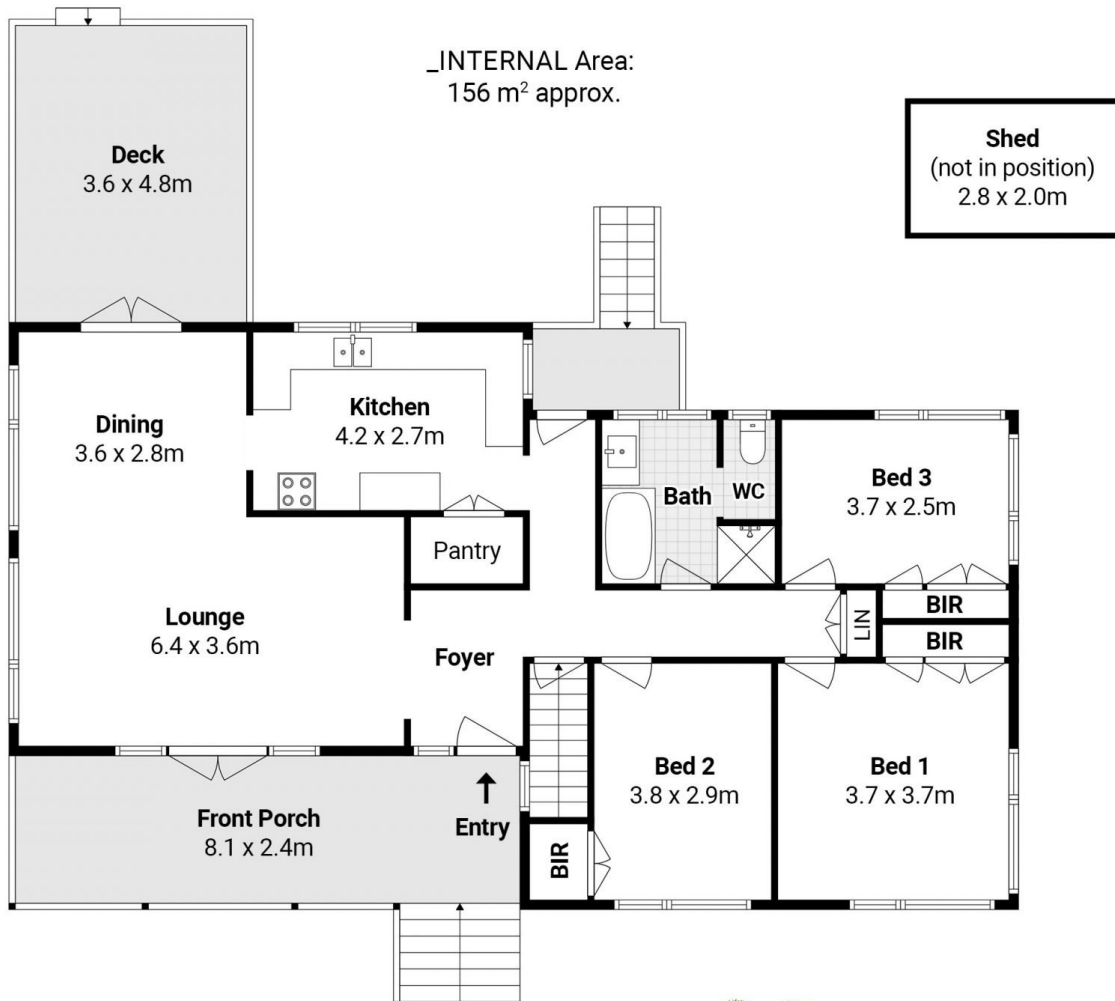 _INTERNAL Area:
156 m² approx.
Shed
(not in position)
2.8 x 2.0m
Deck
3.6 x 4.8m
Dining
3.6 x 2.8m
Kitchen
4.2 x 2.7m
Bath
WC
Bed 3
3.7 x 2.5m
Pantry
Lounge
6.4 x 3.6m
Foyer
LIN
BIR
BIR
Bed 2
3.8 x 2.9m
Bed 1
3.7 x 3.7m
Front Porch
8.1 x 2.4m
Entry
BIR